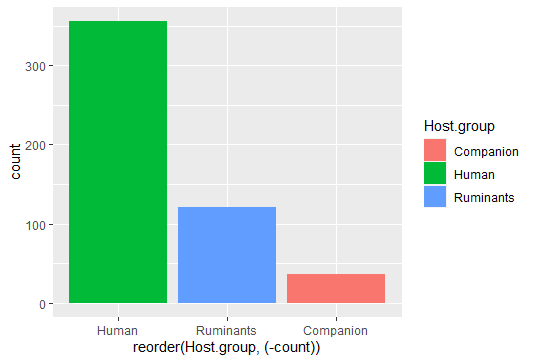 300
200
100
0
count
Human
Ruminants
Companion
reorder(Host.group, (-count))
Host.group
Companion
Human
Ruminants